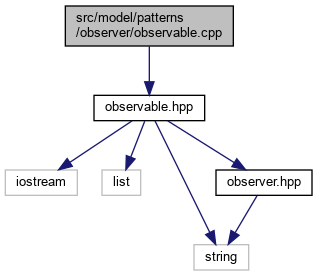 src/model/patterns
/observer/observable.cpp
observable.hpp
iostream
list
observer.hpp
string